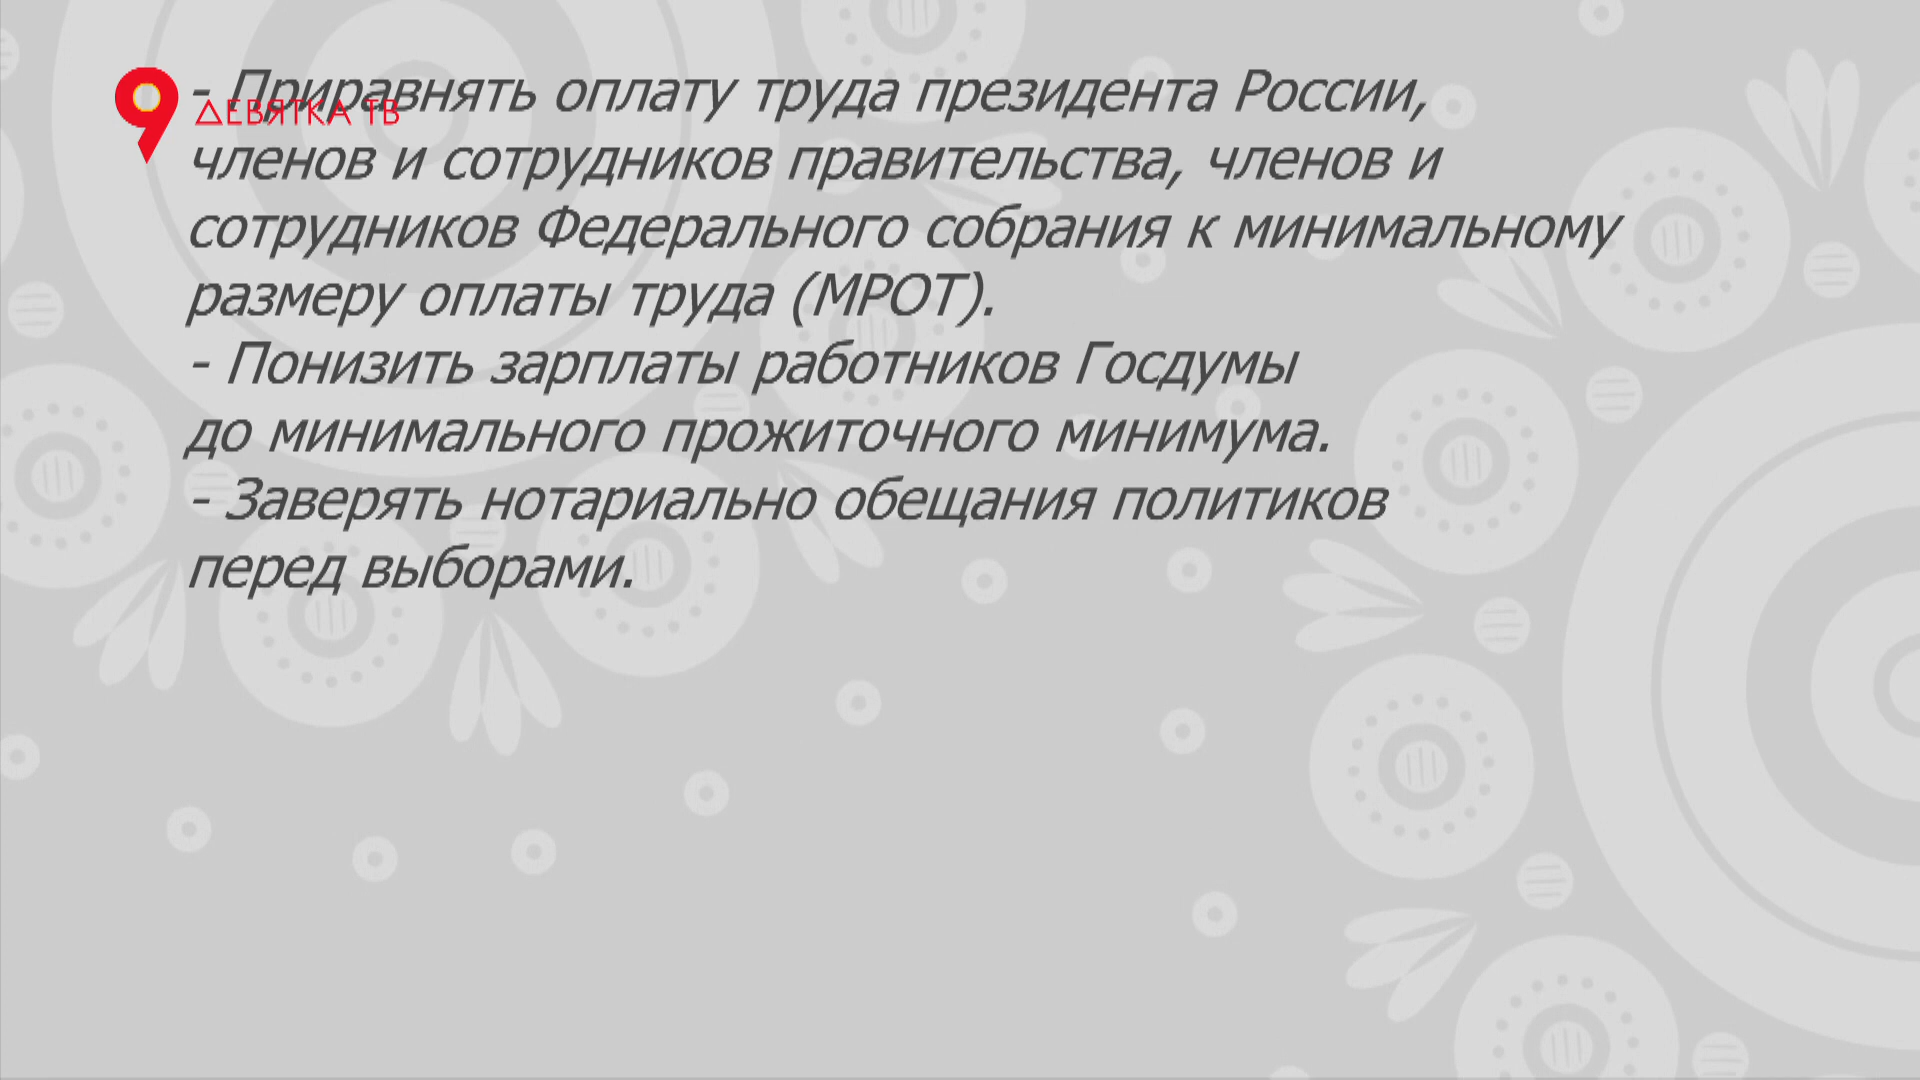 - Приравнять оплату труда президента России,
ДЕВЯТКА ТВ
членов и сотрудников правительства, членов и
сотрудников Федерального собрания к минимальному
размеру оплаты труда (МРОТ).
- Понизить зарплаты работников Госдумы
до минимального прожиточного минимума.
- Заверять нотариально обещания политиков
перед выборами.